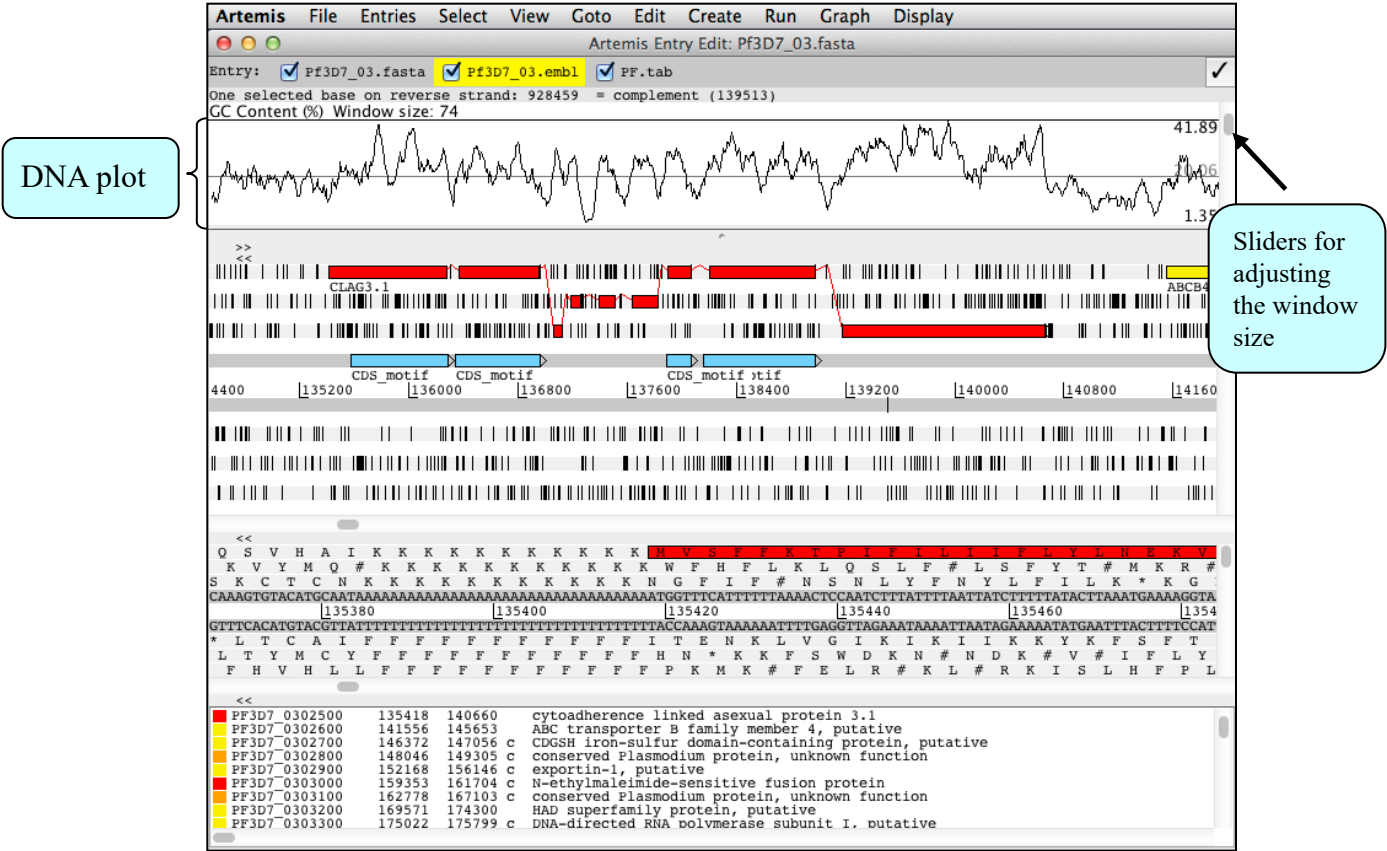 Artemis File Entries Select View Goto Edit Create Run Graph Display
Artemis Entry Edit: Pf3D7_03.fasta
Entry: Pf3D7_03.fasta Pf3D7_03.embl PF.tab
One selected base on reverse strand: 928459 = complement (139513)
GC Content (%) Window size: 74
41.89
20.06
1.35
DNA plot
Sliders for
adjusting
the window
size
>>
<<
CLAG3.1
ABCB4
CDS_motif CDS_motif CDS_motif
4400 135200 136000 136800 137600 138400 139200 140000 140800 14160
<<
Q S V H A I K K K K K K K K K K K M V S F F K T P I F I L I I F L Y L N E K V
K V Y M Q # K K K K K K K K K K K W F H F L K L Q S L F # L S F Y T # M K R #
S K C T C N K K K K K K K K K K K N G F I F # N S N L Y F N Y L F I L K * K G
135380 135400 135420 135440 135460 1354
* L T C A I F F F F F F F F F F F I T E N K L V G I K I K I I K K Y K F S F T
L T Y M C Y F F F F F F F F F F F H N * K K F S W D K N # N D K # V # I F L Y
F H V H L L F F F F F F F F F F F P K M K # F E L R # K L # R K I S L H F P L
<<
PF3D7_0302500 135418 140660 cytoadherence linked asexual protein 3.1
PF3D7_0302600 141556 145653 ABC transporter B family member 4, putative
PF3D7_0302700 146372 147056 c CDGSH iron-sulfur domain-containing protein, putative
PF3D7_0302800 148046 149305 c conserved Plasmodium protein, unknown function
PF3D7_0302900 152168 156146 c exportin-1, putative
PF3D7_0303000 159353 161704 c N-ethylmaleimide-sensitive fusion protein
PF3D7_0303100 162778 167103 c conserved Plasmodium protein, unknown function
PF3D7_0303200 169571 174300 HAD superfamily protein, putative
PF3D7_0303300 175022 175799 c DNA-directed RNA polymerase subunit I, putative